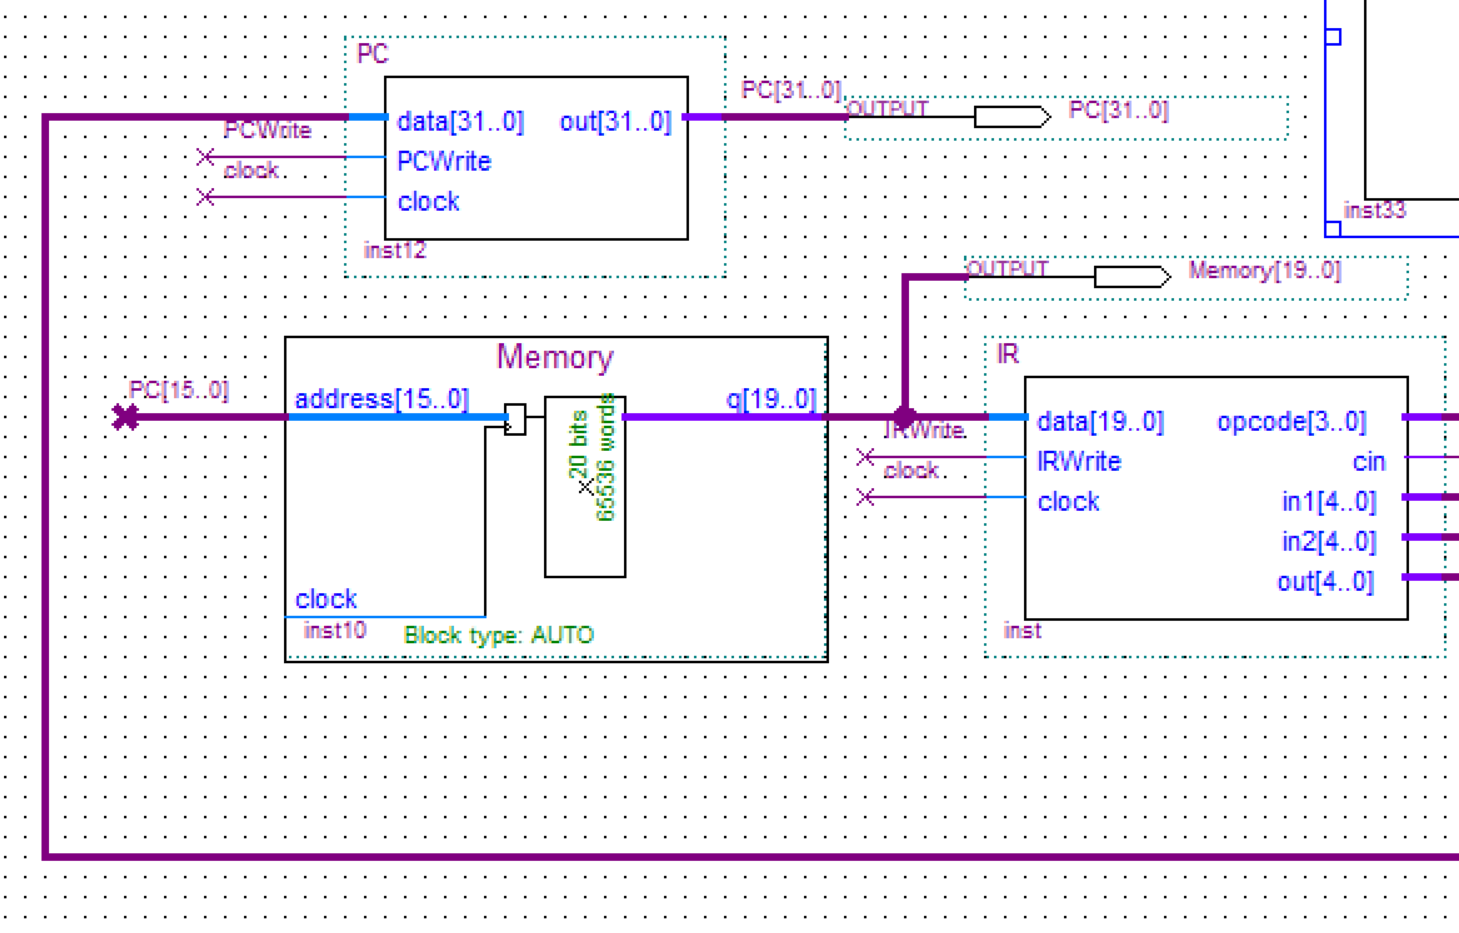 PC
PC[31..0]
OUTPUT
PC[31..0]
PCWrite
data[31..0]
out[31..0]
PCWrite
clock
clock
inst12
inst33
OUTPUT
Memory[19..0]
Memory
IR
PC[15..0]
address[15..0]
q[19..0]
20 bits
65536 words
IRWrite
data[19..0]
opcode[3..0]
IRWrite
cin
clock
clock
in1[4..0]
in2[4..0]
out[4..0]
clock
inst10
Block type: AUTO
inst